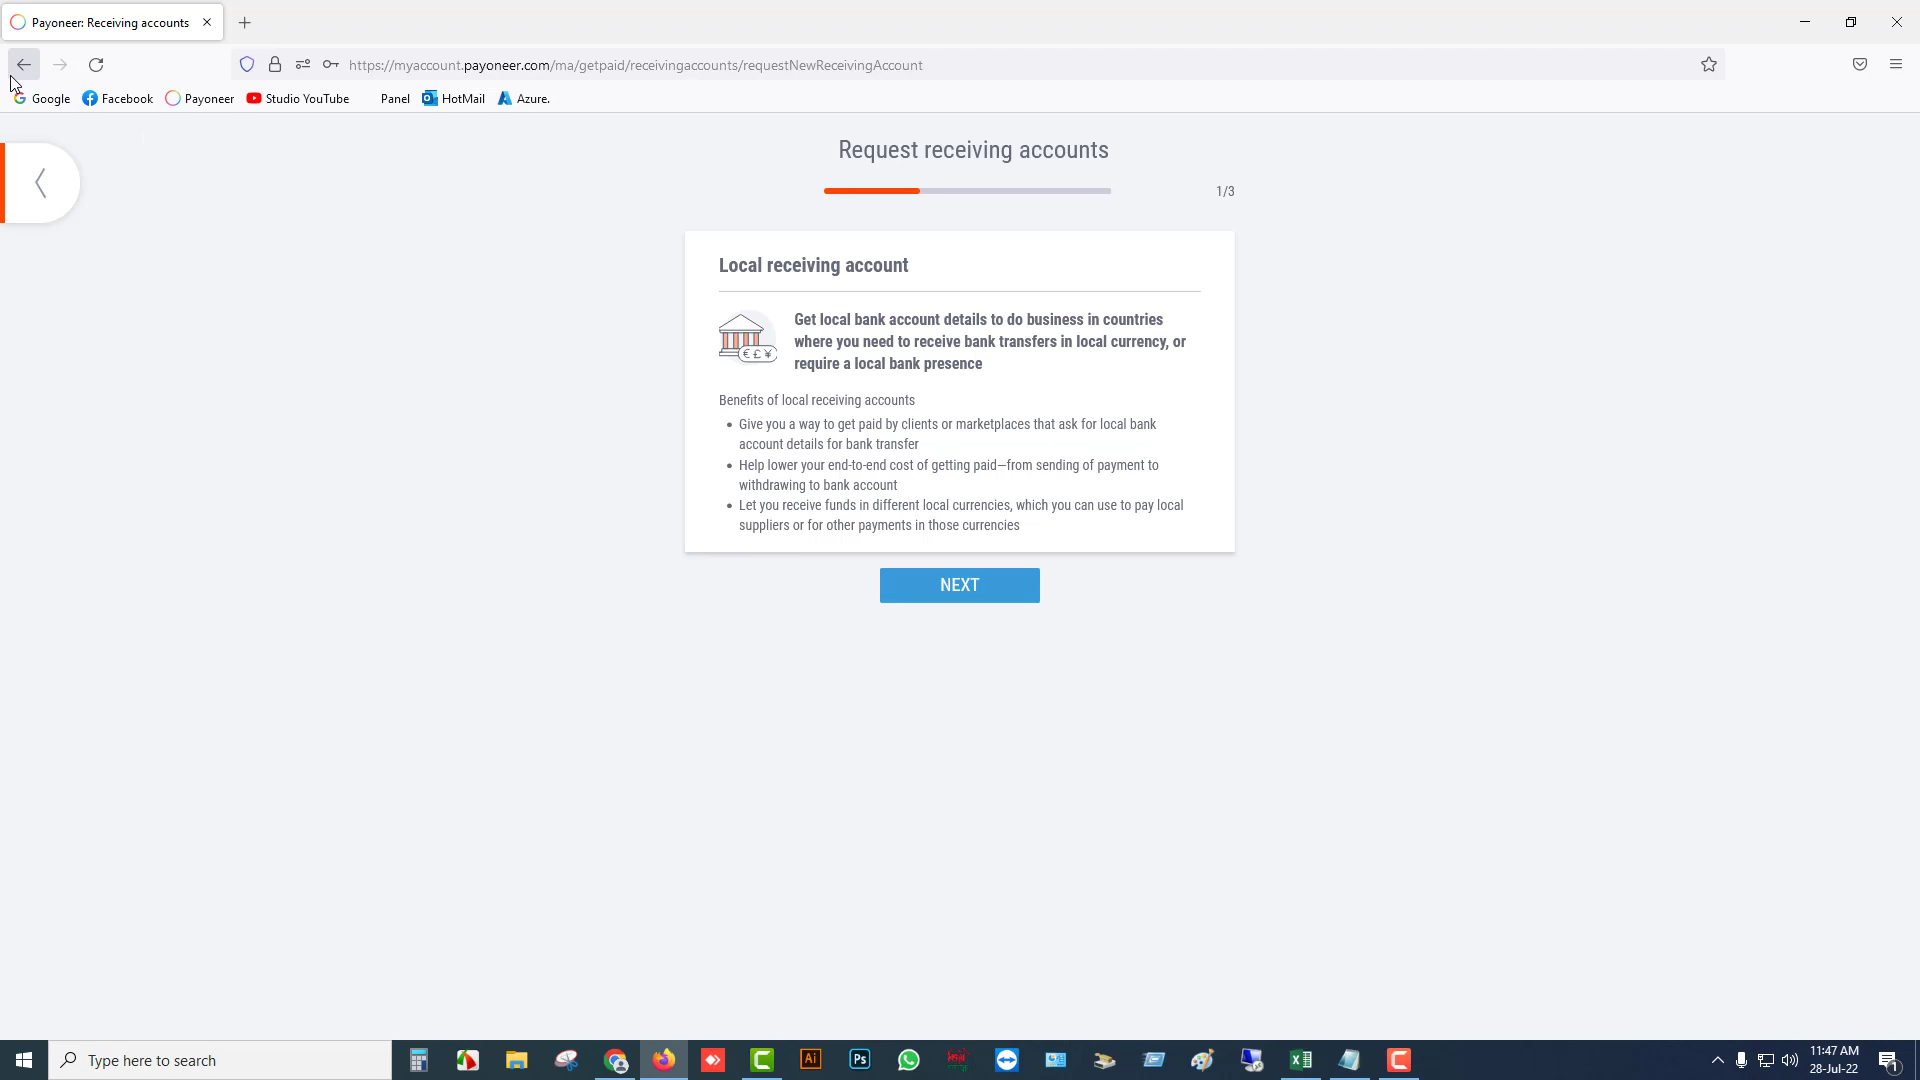 Payoneer: Receiving accounts
https://myaccount.payoneer.com/ma/getpaid/receivingaccounts/requestNewReceivingAccount
Google Facebook Payoneer Studio YouTube Panel HotMail Azure.
Request receiving accounts
1/3
Local receiving account
Get local bank account details to do business in countries
where you need to receive bank transfers in local currency, or
require a local bank presence
€ £ ¥
Benefits of local receiving accounts
• Give you a way to get paid by clients or marketplaces that ask for local bank
account details for bank transfer
• Help lower your end-to-end cost of getting paid—from sending of payment to
withdrawing to bank account
• Let you receive funds in different local currencies, which you can use to pay local
suppliers or for other payments in those currencies
NEXT
Type here to search
Ai
Ps
11:47 AM
28-Jul-22
1